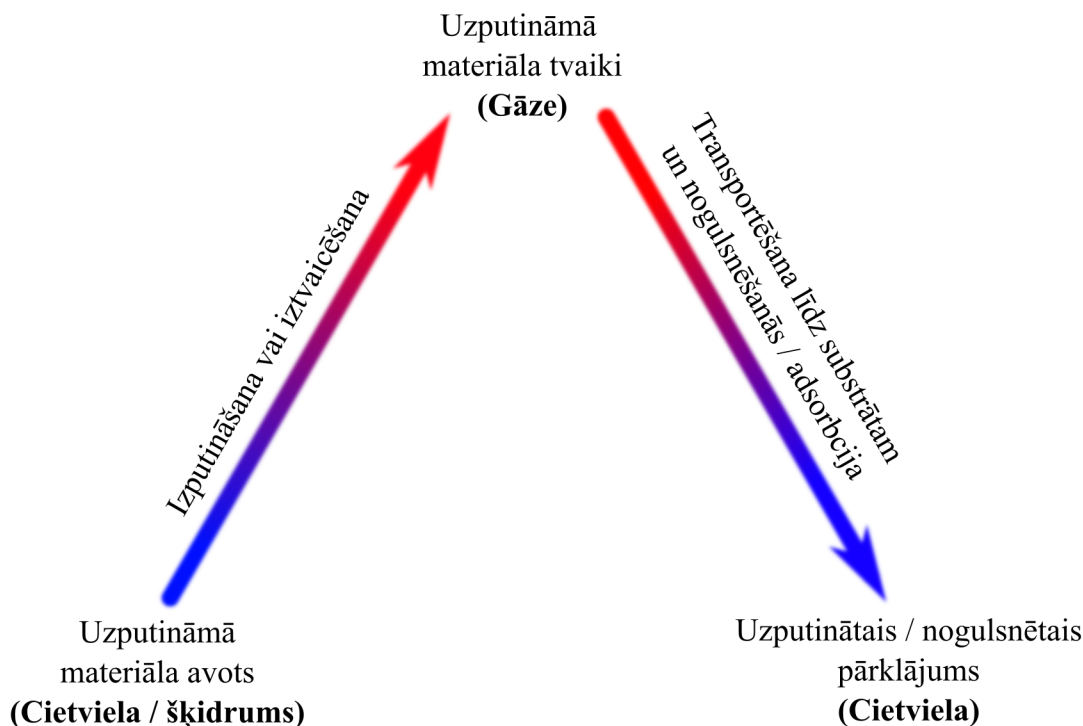 Uzputināmā
materiāla tvaiki
(Gāze)
Izputināšana vai iztvaicēšana
Transportēšana līdz substrātam
un nogulsnēšanās / adsorbcija
Uzputināmā
materiāla avots
(Cietviela / šķidrums)
Uzputinātais / nogulsnētais
pārklājums
(Cietviela)